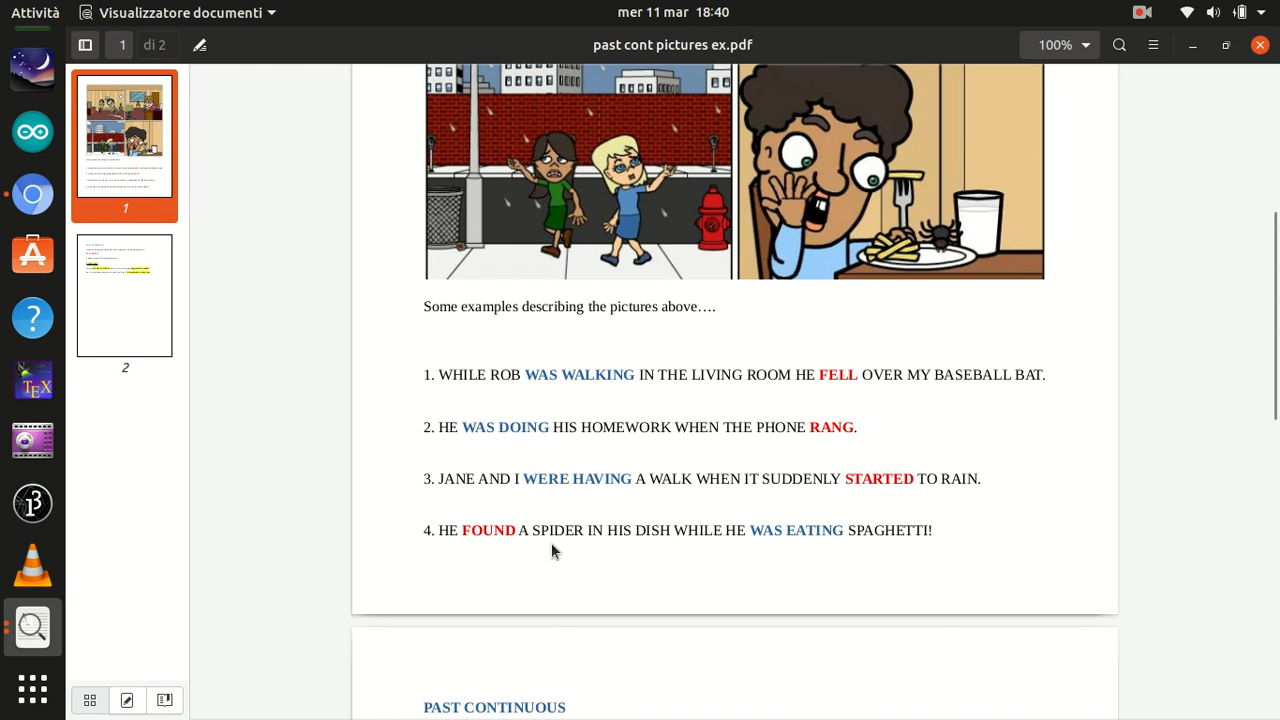 Attività
Visualizzatore documenti
mer 11 mar 18:40
1
di 2
past cont pictures ex.pdf
100%
1
2
Some examples describing the pictures above….
1. WHILE ROB WAS WALKING IN THE LIVING ROOM HE FELL OVER MY BASEBALL BAT.
2. HE WAS DOING HIS HOMEWORK WHEN THE PHONE RANG.
3. JANE AND I WERE HAVING A WALK WHEN IT SUDDENLY STARTED TO RAIN.
4. HE FOUND A SPIDER IN HIS DISH WHILE HE WAS EATING SPAGHETTI!
PAST CONTINUOUS